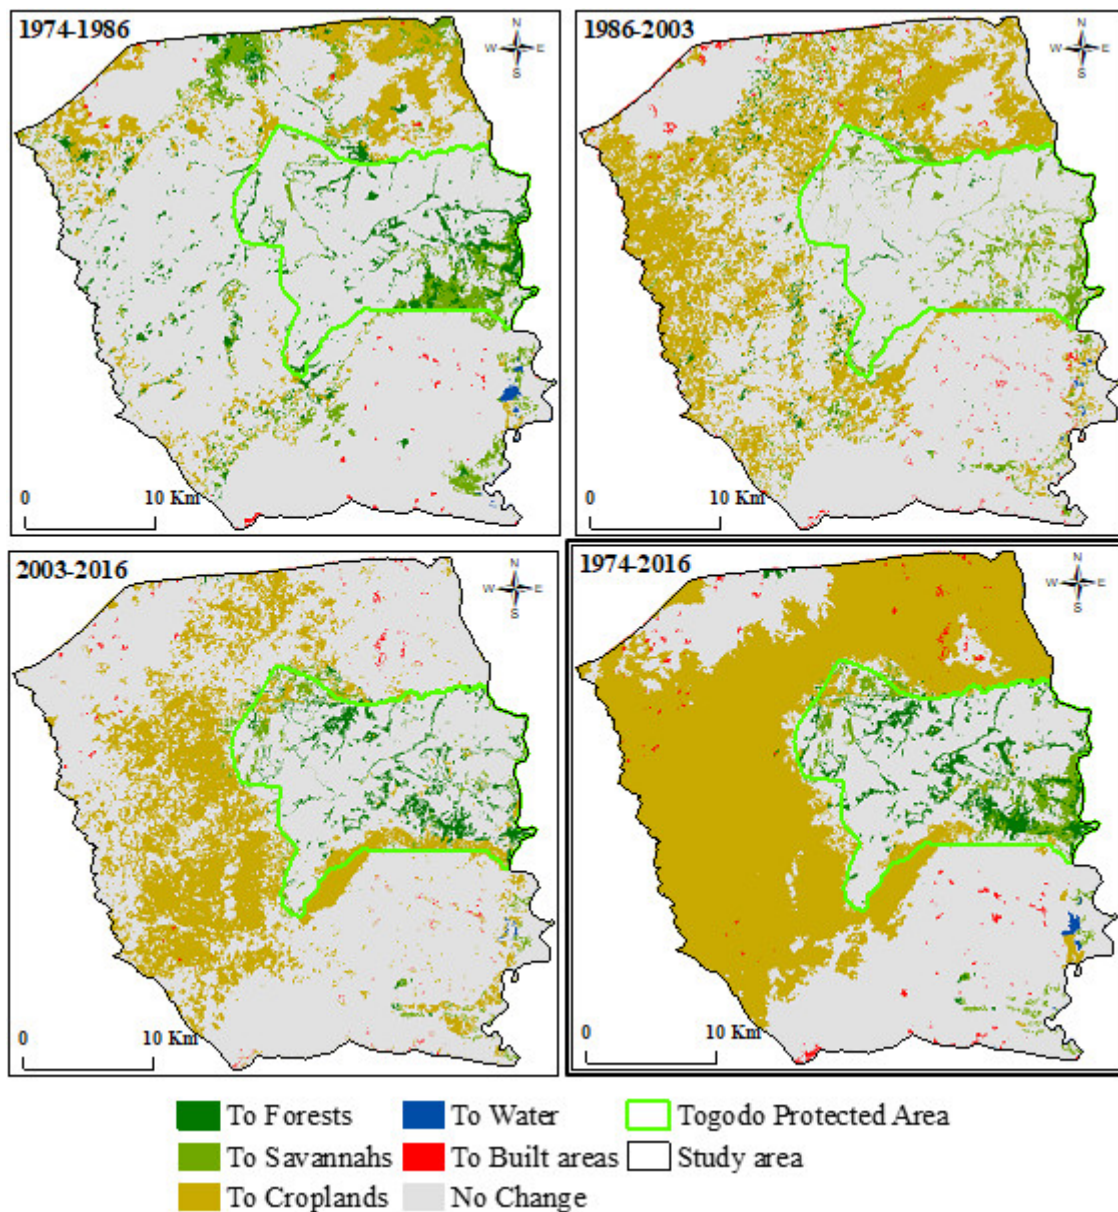 1974-1986
N
W E
S
0 10 Km
1986-2003
N
W E
S
0 10 Km
2003-2016
N
W E
S
0 10 Km
1974-2016
N
W E
S
0 10 Km
To Forests To Water Togodo Protected Area
To Savannahs To Built areas Study area
To Croplands No Change